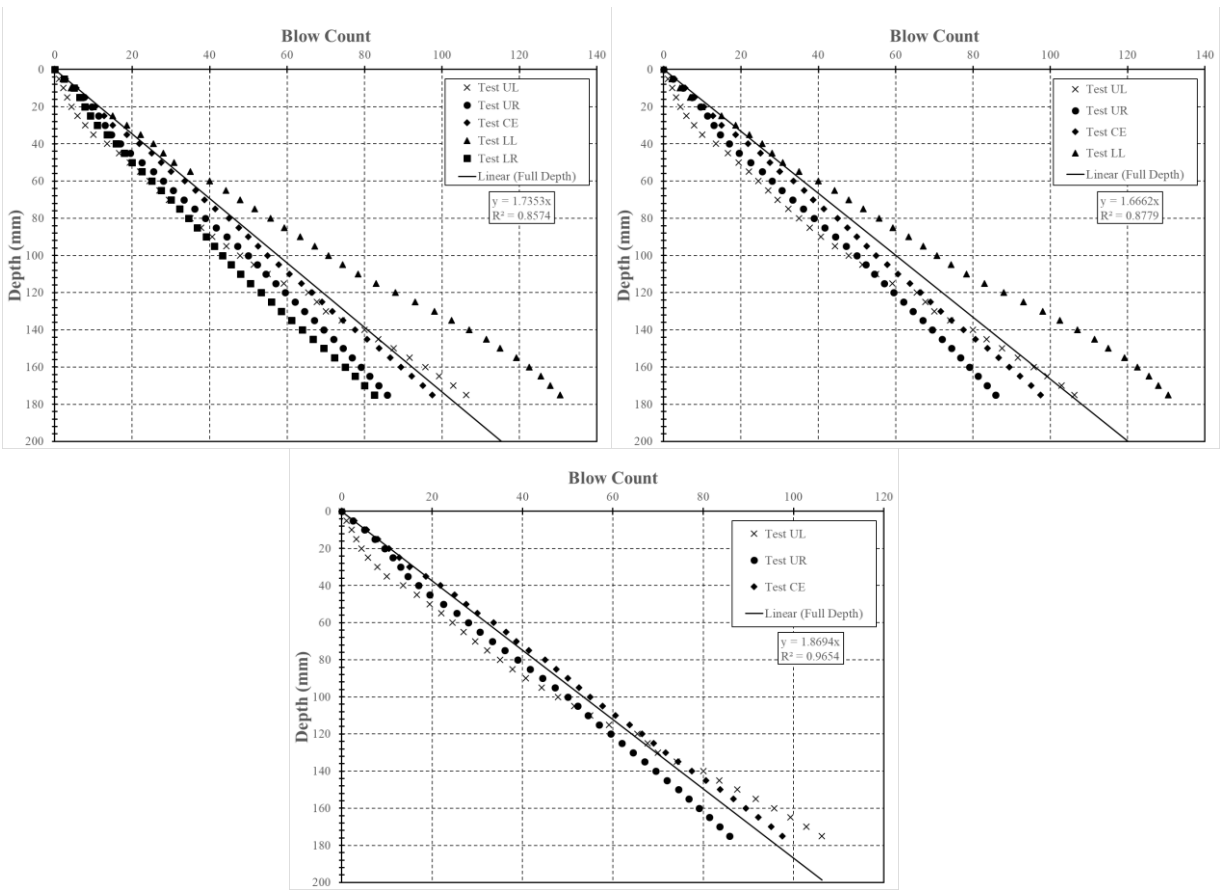 Blow Count
0 20 40 60 80 100 120 140
0
20
40
60
80
100
120
140
160
180
200
Depth (mm)
Test UL
Test UR
Test CE
Test LL
Test LR
Linear (Full Depth)
y = 1.7353x
R² = 0.8574
Blow Count
0 20 40 60 80 100 120 140
0
20
40
60
80
100
120
140
160
180
200
Depth (mm)
Test UL
Test UR
Test CE
Test LL
Linear (Full Depth)
y = 1.6662x
R² = 0.8779
Blow Count
0 20 40 60 80 100 120
0
20
40
60
80
100
120
140
160
180
200
Depth (mm)
Test UL
Test UR
Test CE
Linear (Full Depth)
y = 1.8694x
R² = 0.9654